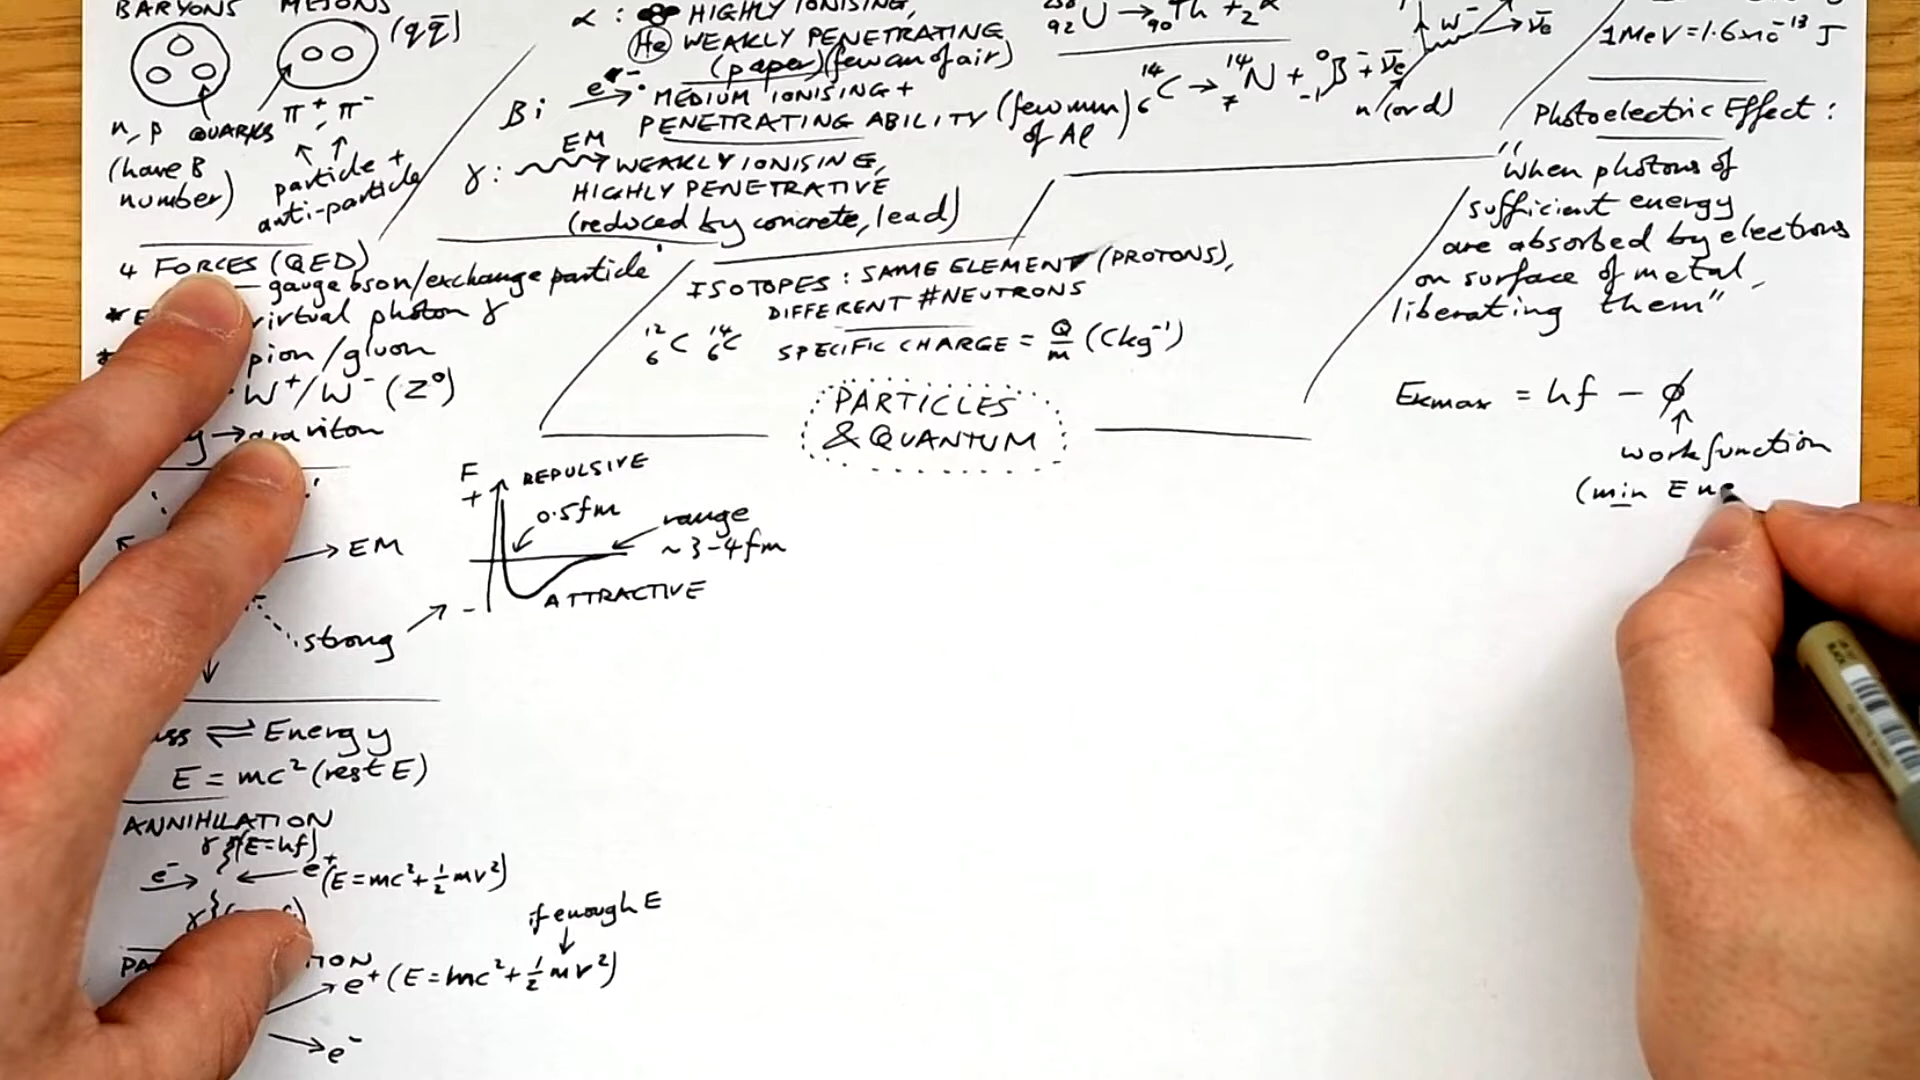 BARYONS MESONS
(qq̄)
n, p QUARKS π⁺, π⁻
(have B number)
particle + anti-particle
α : HIGHLY IONISING,
He WEAKLY PENETRATING
(paper)(few cm of air)
β: e⁻ MEDIUM IONISING +
PENETRATING ABILITY (few mm of Al)
EM
γ: WEAKLY IONISING,
HIGHLY PENETRATIVE
(reduced by concrete, lead)
₉₂U → ₉₀Th + ₂α
¹⁴₆C → ¹⁴₇N + ⁰₋₁β + ν̄e
W⁻ ν̄e
n (or d)
1MeV = 1.6x10⁻¹³ J
Photoelectric Effect :
"When photons of
sufficient energy
are absorbed by electrons
on surface of metal,
liberating them"
Ekmax = hf − ϕ
work function
(min E ne
4 FORCES (QED)
gauge bson/exchange particle
virtual photon γ
pion/gluon
W⁺/W⁻ (Z⁰)
→ graviton
ISOTOPES : SAME ELEMENT (PROTONS),
DIFFERENT #NEUTRONS
¹²₆C ¹⁴₆C SPECIFIC CHARGE = Q/m (Ckg⁻¹)
PARTICLES
& QUANTUM
F
+ REPULSIVE
0.5fm
range
~3-4fm
ATTRACTIVE
-
EM
strong
⇌ Energy
E = mc² (rest E)
ANNIHILATION
γ (E=hf)
e⁻ e⁺ (E=mc²+½mv²)
γ
if enough E
e⁺ (E=mc²+½mv²)
e⁻